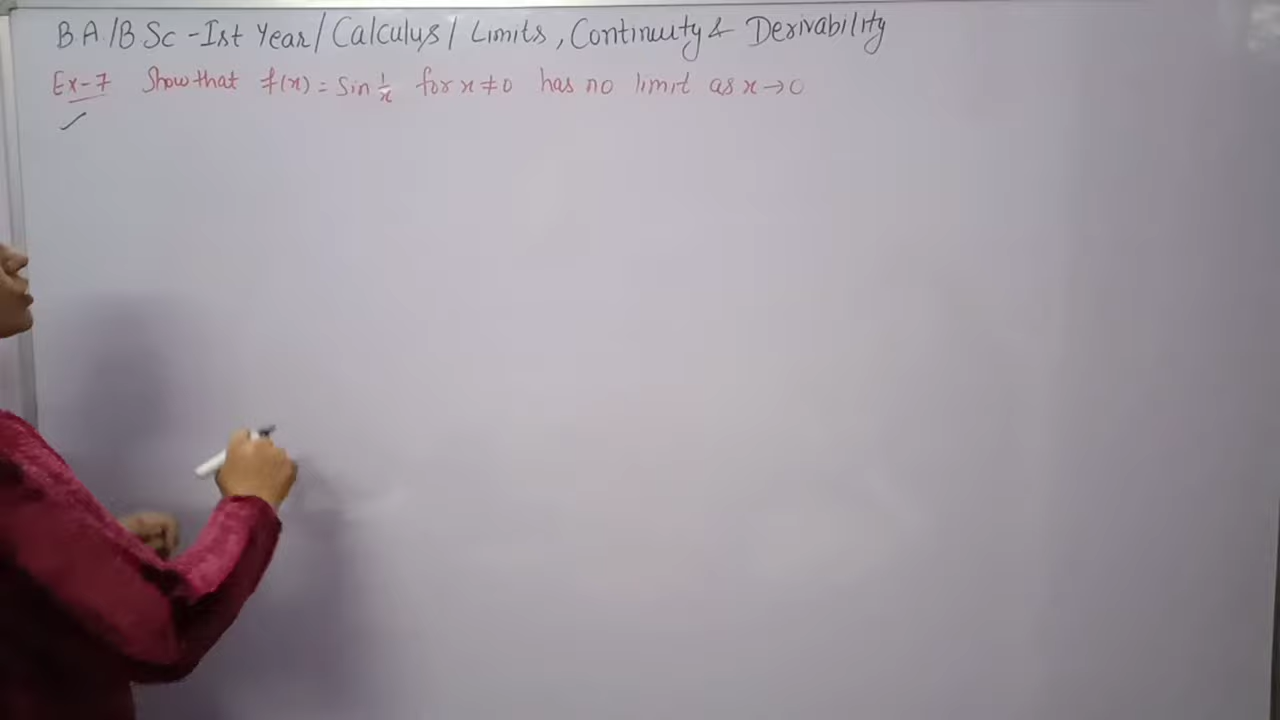 B.A./B Sc - Ist Year/ Calculus/ Limits, Continuity & Derivability
Ex-7 Show that f(x) = Sin 1/x for x ≠ 0 has no limit as x → 0